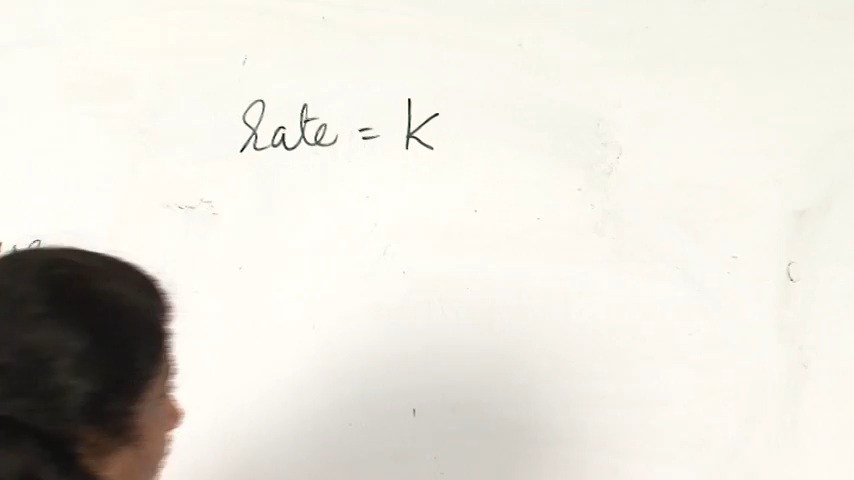 rate = K